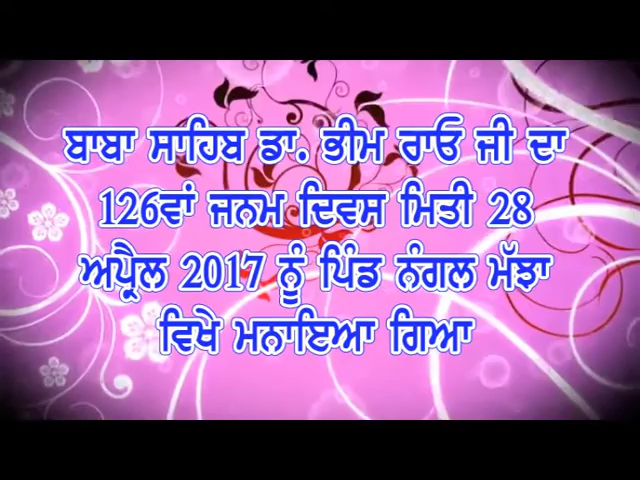 ਬਾਬਾ ਸਾਹਿਬ ਡਾ. ਭੀਮ ਰਾਓ ਜੀ ਦਾ
126ਵਾਂ ਜਨਮ ਦਿਵਸ ਮਿਤੀ 28
ਅਪ੍ਰੈਲ 2017 ਨੂੰ ਪਿੰਡ ਨੰਗਲ ਮੱਝਾ
ਵਿਖੇ ਮਨਾਇਆ ਗਿਆ